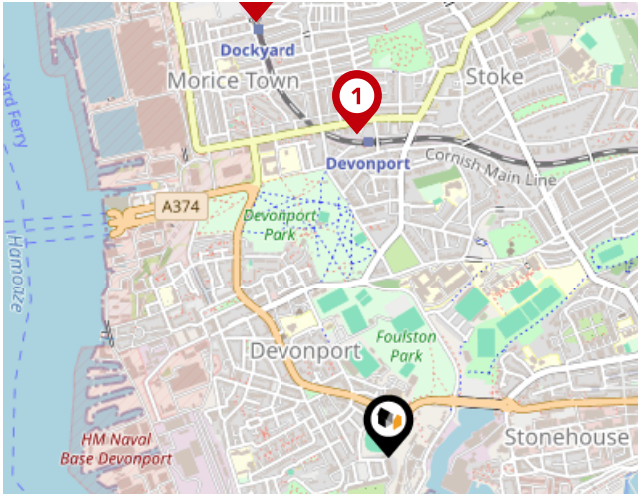 Dockyard
Morice Town
Stoke
1
Yard Ferry
Devonport
Cornish Main Line
A374
Devonport
Park
Hamoaze
Foulston
Park
Devonport
HM Naval
Base Devonport
Stonehouse